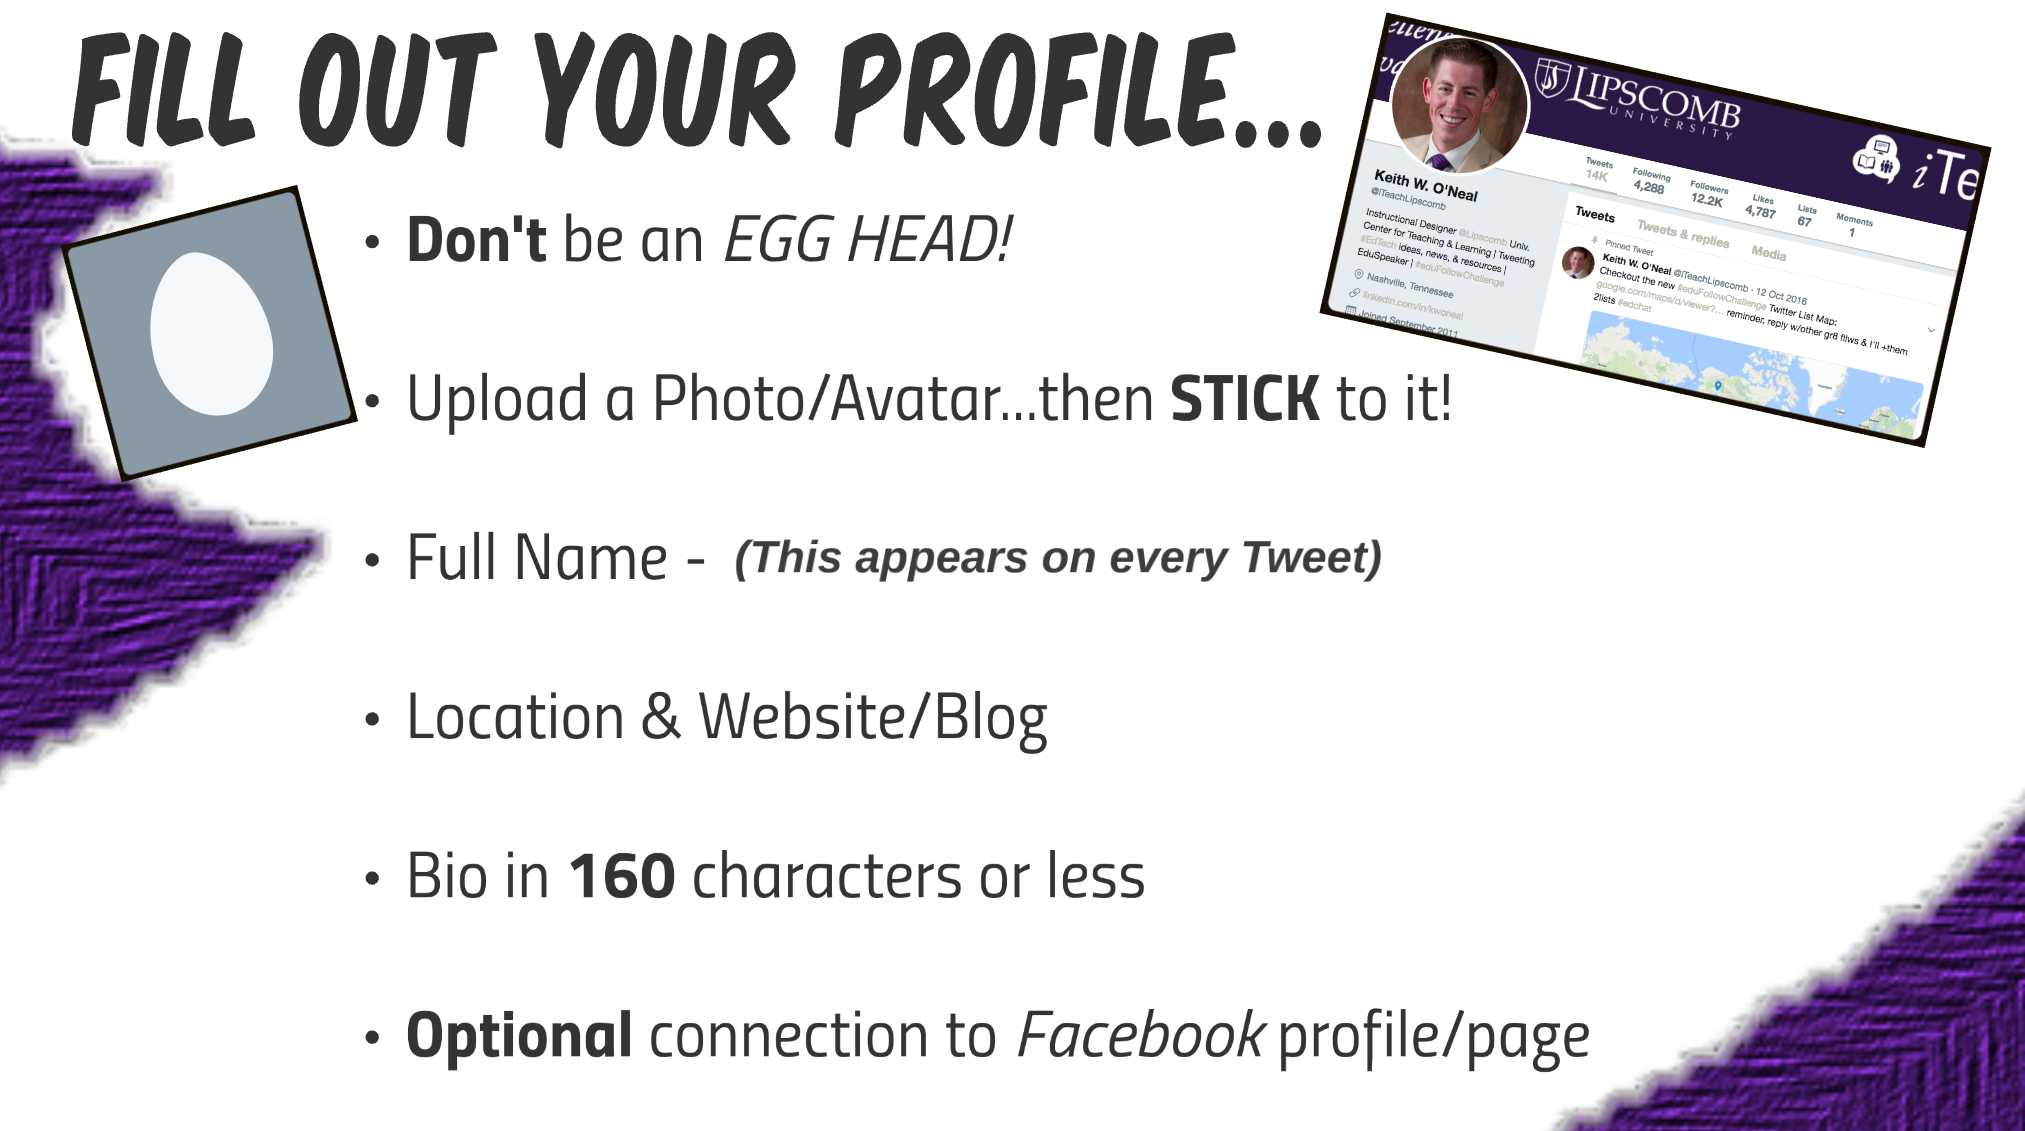 FILL OUT YOUR PROFILE...
• Don't be an EGG HEAD!
• Upload a Photo/Avatar...then STICK to it!
• Full Name - (This appears on every Tweet)
• Location & Website/Blog
• Bio in 160 characters or less
• Optional connection to Facebook profile/page
LIPSCOMB
UNIVERSITY
iTe
Keith W. O'Neal
@iTeachLipscomb
Instructional Designer @Lipscomb Univ.
Center for Teaching & Learning | Tweeting
#EdTech ideas, news, & resources |
EduSpeaker | #eduFollowChallenge
Nashville, Tennessee
linkedin.com/in/kwoneal
Joined September 2011
Tweets Following Followers Likes Lists Moments
14K 4,288 12.2K 4,787 67 1
Tweets Tweets & replies Media
Pinned Tweet
Keith W. O'Neal @iTeachLipscomb · 12 Oct 2016
Checkout the new #eduFollowChallenge Twitter List Map:
google.com/maps/d/viewer?... reminder, reply w/other gr8 fllws & I'll +them
2lists #edchat